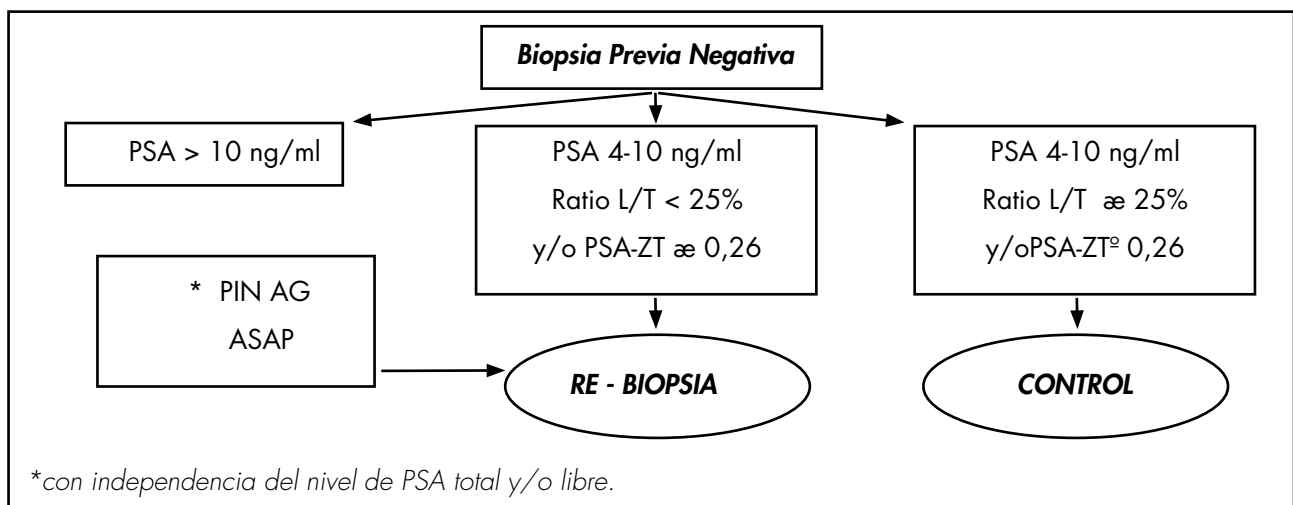 Biopsia Previa Negativa
PSA > 10 ng/ml
PSA 4-10 ng/ml
Ratio L/T < 25%
y/o PSA-ZT æ 0,26
PSA 4-10 ng/ml
Ratio L/T æ 25%
y/oPSA-ZTº 0,26
* PIN AG
ASAP
RE - BIOPSIA
CONTROL
*con independencia del nivel de PSA total y/o libre.